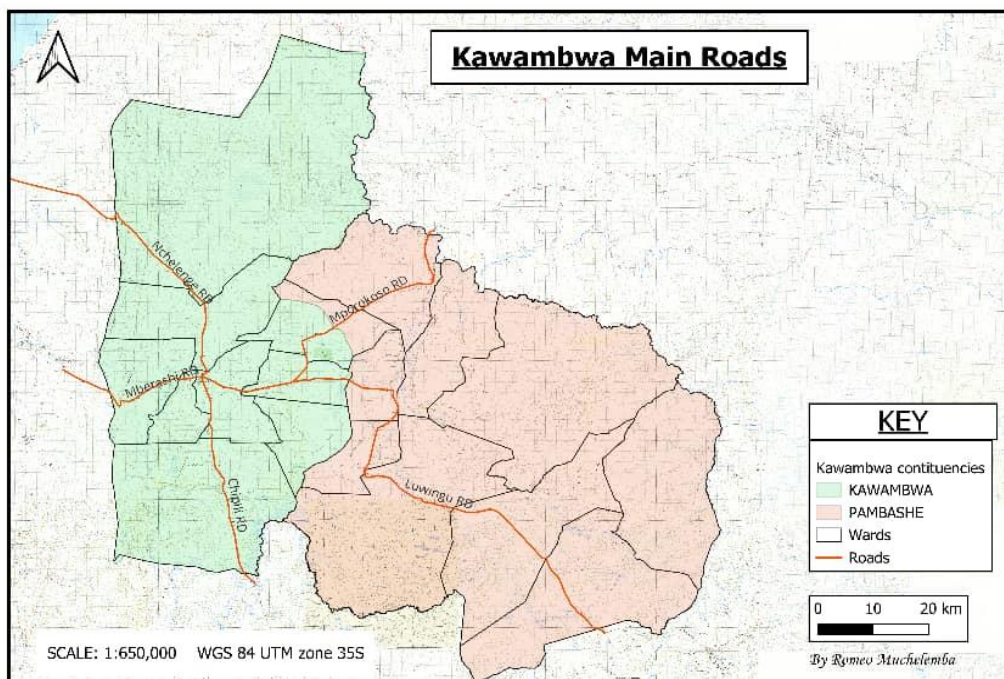 Kawambwa Main Roads
Nchelenge RD
Mporokoso RD
Mberashi RD
Chipili RD
Luwingu RD
KEY
Kawambwa contituencies
KAWAMBWA
PAMBASHE
Wards
Roads
0 10 20 km
SCALE: 1:650,000 WGS 84 UTM zone 35S
By Romeo Muchelemba